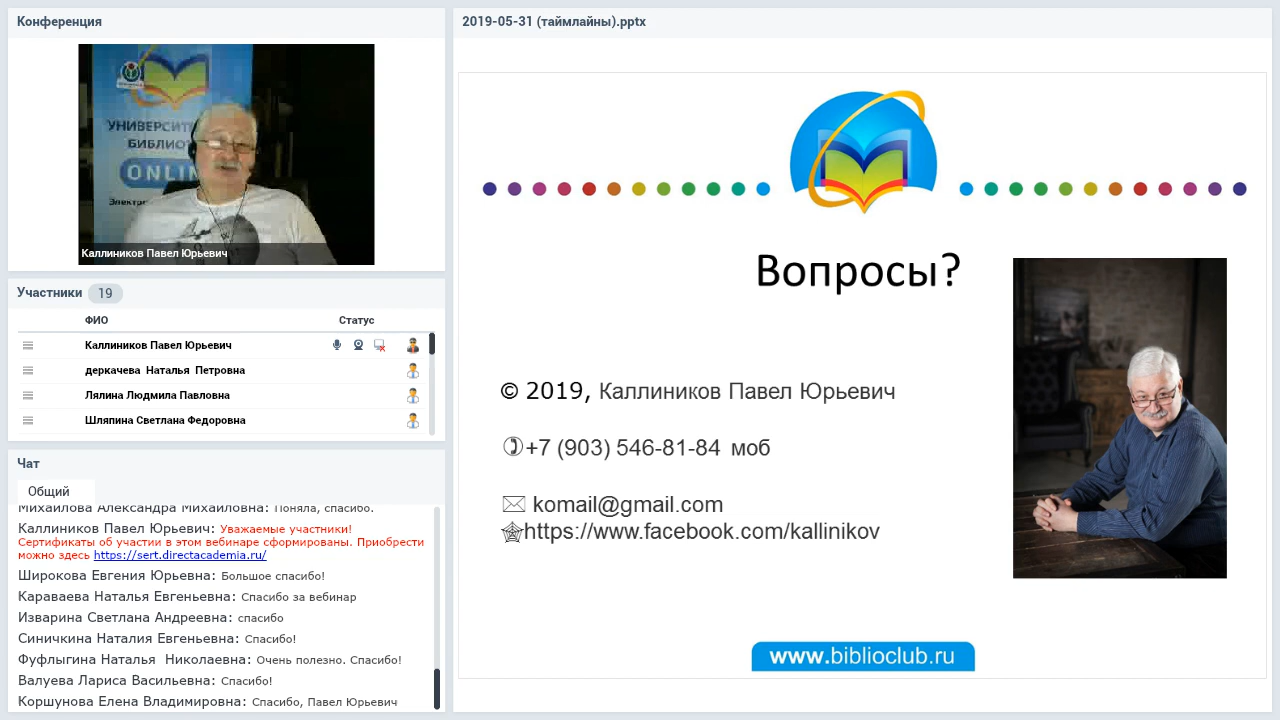 Конференция
УНИВЕРСИТ
БИБЛИО
ONLIN
Электр
Каллиников Павел Юрьевич
Участники 19
ФИО Статус
Каллиников Павел Юрьевич
деркачева Наталья Петровна
Лялина Людмила Павловна
Шляпина Светлана Федоровна
Чат
Общий
Михайлова Александра Михайловна: Поняла, спасибо.
Каллиников Павел Юрьевич: Уважаемые участники!
Сертификаты об участии в этом вебинаре сформированы. Приобрести
можно здесь https://sert.directacademia.ru/
Широкова Евгения Юрьевна: Большое спасибо!
Караваева Наталья Евгеньевна: Спасибо за вебинар
Изварина Светлана Андреевна: спасибо
Синичкина Наталия Евгеньевна: Спасибо!
Фуфлыгина Наталья Николаевна: Очень полезно. Спасибо!
Валуева Лариса Васильевна: Спасибо!
Коршунова Елена Владимировна: Спасибо, Павел Юрьевич
2019-05-31 (таймлайны).pptx
Вопросы?
© 2019, Каллиников Павел Юрьевич
✆+7 (903) 546-81-84 моб
komail@gmail.com
https://www.facebook.com/kallinikov
www.biblioclub.ru